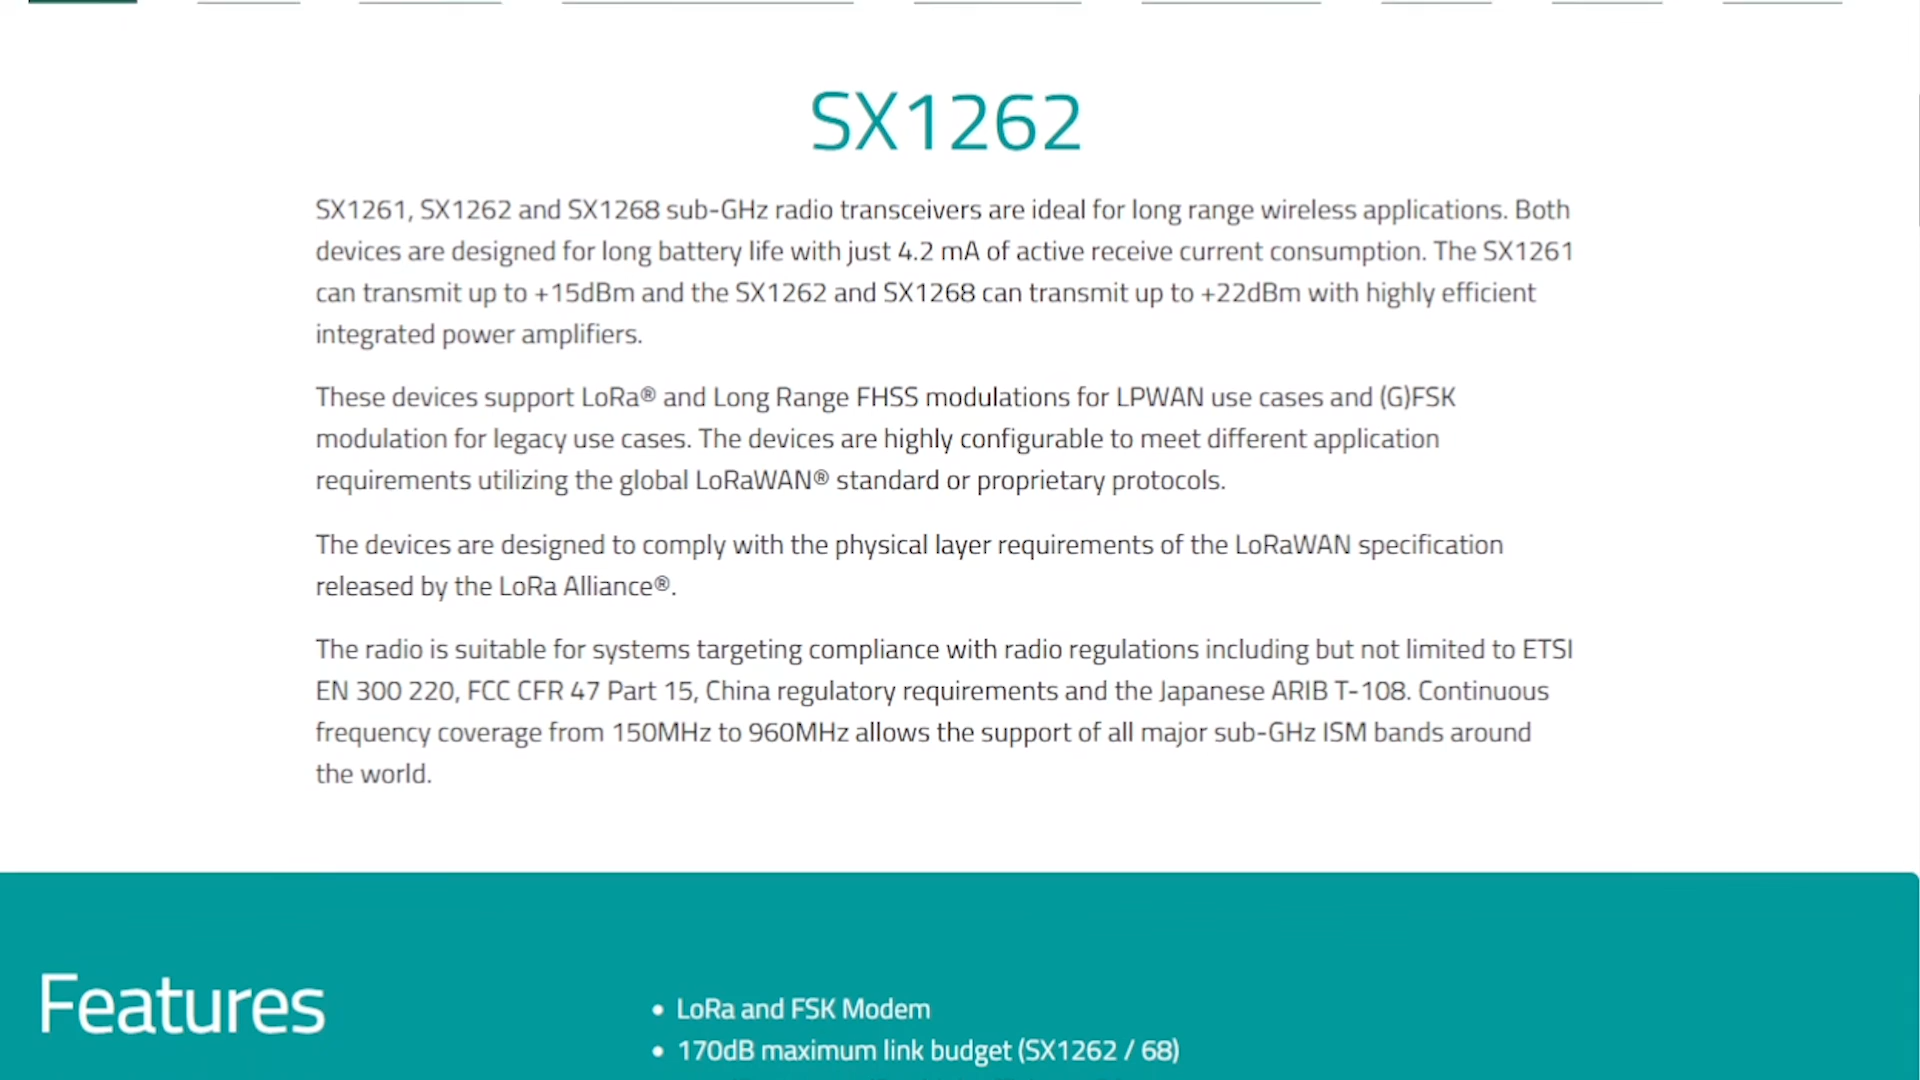 SX1262
SX1261, SX1262 and SX1268 sub-GHz radio transceivers are ideal for long range wireless applications. Both
devices are designed for long battery life with just 4.2 mA of active receive current consumption. The SX1261
can transmit up to +15dBm and the SX1262 and SX1268 can transmit up to +22dBm with highly efficient
integrated power amplifiers.
These devices support LoRa® and Long Range FHSS modulations for LPWAN use cases and (G)FSK
modulation for legacy use cases. The devices are highly configurable to meet different application
requirements utilizing the global LoRaWAN® standard or proprietary protocols.
The devices are designed to comply with the physical layer requirements of the LoRaWAN specification
released by the LoRa Alliance®.
The radio is suitable for systems targeting compliance with radio regulations including but not limited to ETSI
EN 300 220, FCC CFR 47 Part 15, China regulatory requirements and the Japanese ARIB T-108. Continuous
frequency coverage from 150MHz to 960MHz allows the support of all major sub-GHz ISM bands around
the world.
Features
• LoRa and FSK Modem
• 170dB maximum link budget (SX1262 / 68)